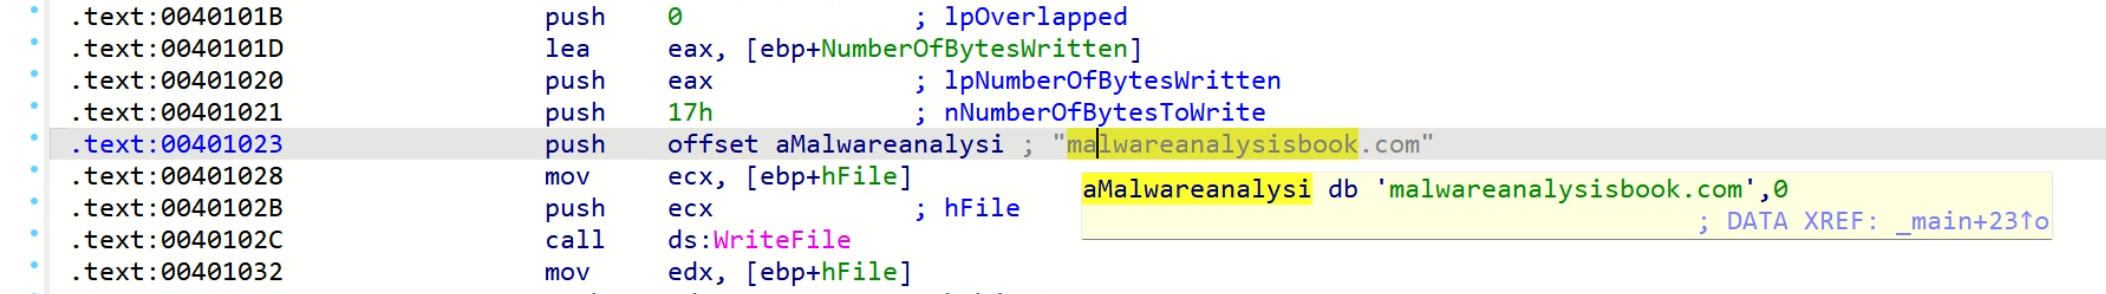 .text:0040101B push 0 ; lpOverlapped
.text:0040101D lea eax, [ebp+NumberOfBytesWritten]
.text:00401020 push eax ; lpNumberOfBytesWritten
.text:00401021 push 17h ; nNumberOfBytesToWrite
.text:00401023 push offset aMalwareanalysi ; "malwareanalysisbook.com"
.text:00401028 mov ecx, [ebp+hFile]
aMalwareanalysi db 'malwareanalysisbook.com',0
.text:0040102B push ecx ; hFile
; DATA XREF: _main+23↑o
.text:0040102C call ds:WriteFile
.text:00401032 mov edx, [ebp+hFile]